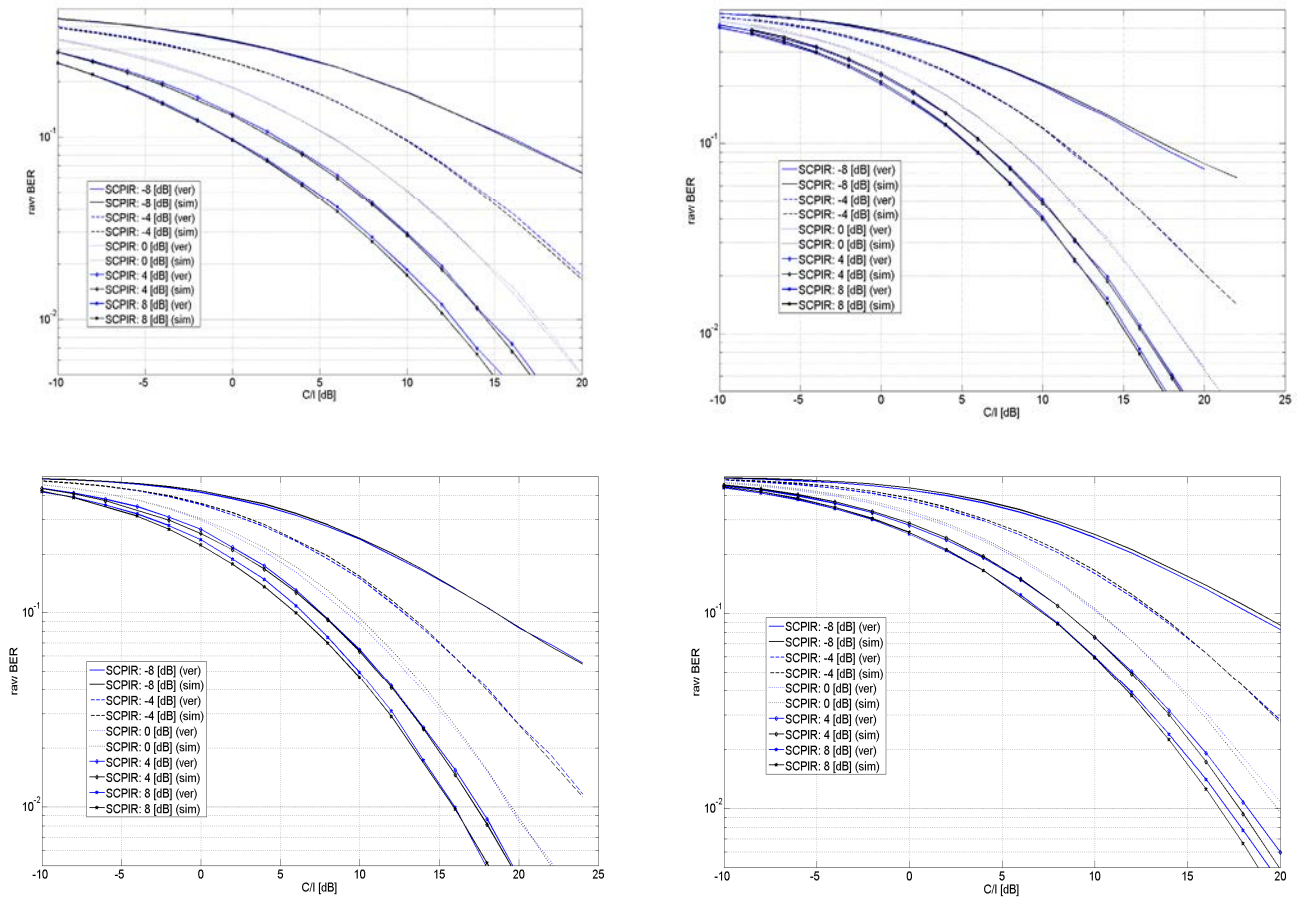 10^-1
10^-2
raw BER
SCPIR: -8 [dB] (ver)
SCPIR: -8 [dB] (sim)
SCPIR: -4 [dB] (ver)
SCPIR: -4 [dB] (sim)
SCPIR: 0 [dB] (ver)
SCPIR: 0 [dB] (sim)
SCPIR: 4 [dB] (ver)
SCPIR: 4 [dB] (sim)
SCPIR: 8 [dB] (ver)
SCPIR: 8 [dB] (sim)
-10 -5 0 5 10 15 20
C/I [dB]
10^-1
10^-2
raw BER
SCPIR: -8 [dB] (ver)
SCPIR: -8 [dB] (sim)
SCPIR: -4 [dB] (ver)
SCPIR: -4 [dB] (sim)
SCPIR: 0 [dB] (ver)
SCPIR: 0 [dB] (sim)
SCPIR: 4 [dB] (ver)
SCPIR: 4 [dB] (sim)
SCPIR: 8 [dB] (ver)
SCPIR: 8 [dB] (sim)
-10 -5 0 5 10 15 20 25
C/I [dB]
10^-1
10^-2
raw BER
SCPIR: -8 [dB] (ver)
SCPIR: -8 [dB] (sim)
SCPIR: -4 [dB] (ver)
SCPIR: -4 [dB] (sim)
SCPIR: 0 [dB] (ver)
SCPIR: 0 [dB] (sim)
SCPIR: 4 [dB] (ver)
SCPIR: 4 [dB] (sim)
SCPIR: 8 [dB] (ver)
SCPIR: 8 [dB] (sim)
-10 -5 0 5 10 15 20 25
C/I [dB]
10^-1
10^-2
raw BER
SCPIR: -8 [dB] (ver)
SCPIR: -8 [dB] (sim)
SCPIR: -4 [dB] (ver)
SCPIR: -4 [dB] (sim)
SCPIR: 0 [dB] (ver)
SCPIR: 0 [dB] (sim)
SCPIR: 4 [dB] (ver)
SCPIR: 4 [dB] (sim)
SCPIR: 8 [dB] (ver)
SCPIR: 8 [dB] (sim)
-10 -5 0 5 10 15 20
C/I [dB]